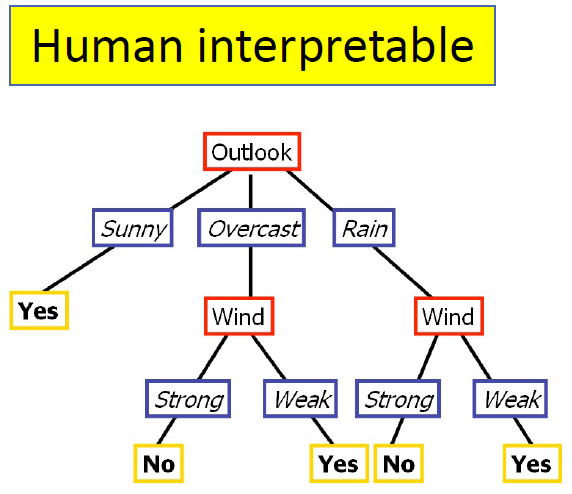 Human interpretable
Outlook
Sunny Overcast Rain
Yes Wind Wind
Strong Weak Strong Weak
No Yes No Yes